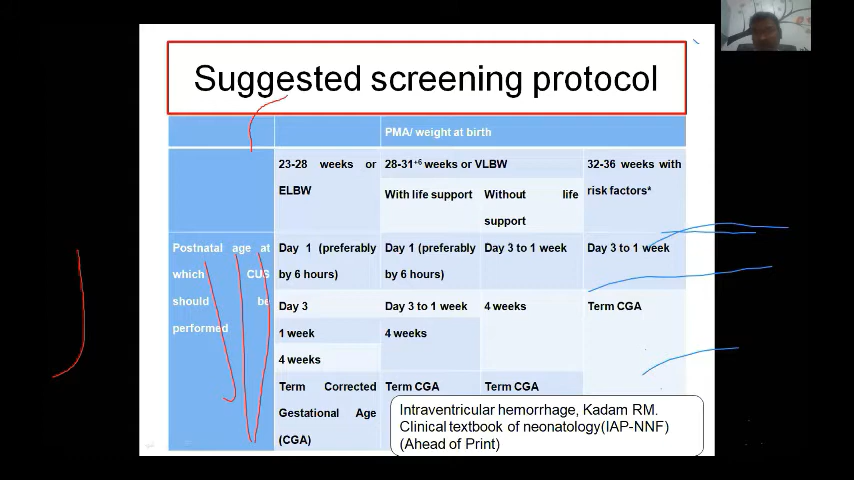 Suggested screening protocol
PMA/ weight at birth
23-28 weeks or
ELBW
28-31+6 weeks or VLBW
With life support
Without life
support
32-36 weeks with
risk factors*
Postnatal age at
which CUS
should be
performed
Day 1 (preferably
by 6 hours)
Day 1 (preferably
by 6 hours)
Day 3 to 1 week
Day 3 to 1 week
Day 3
Day 3 to 1 week
4 weeks
Term CGA
1 week
4 weeks
4 weeks
Term Corrected
Gestational Age
(CGA)
Term CGA
Term CGA
Intraventricular hemorrhage, Kadam RM.
Clinical textbook of neonatology(IAP-NNF)
(Ahead of Print)